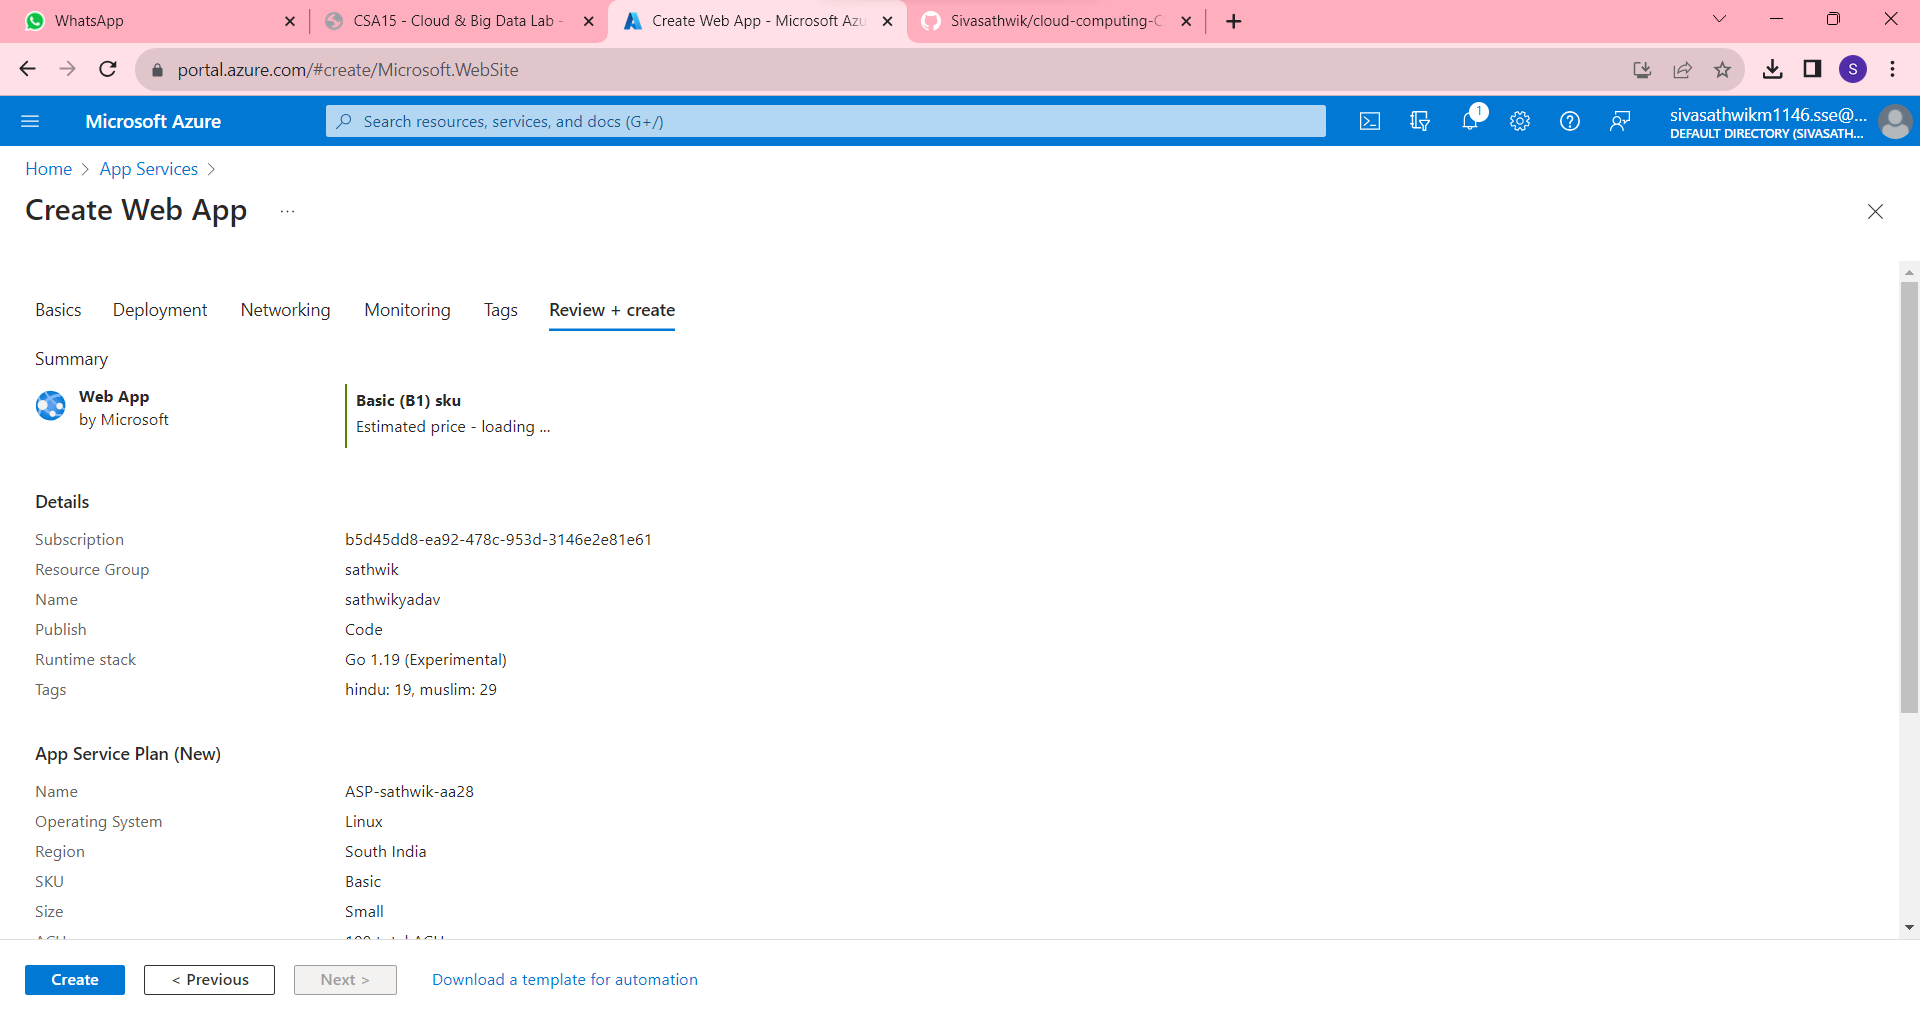 WhatsApp
CSA15 - Cloud & Big Data Lab -
Create Web App - Microsoft Azu
Sivasathwik/cloud-computing-C
portal.azure.com/#create/Microsoft.WebSite
S
Microsoft Azure
Search resources, services, and docs (G+/)
1
sivasathwikm1146.sse@...
DEFAULT DIRECTORY (SIVASATH...
Home > App Services >
Create Web App ...
Basics Deployment Networking Monitoring Tags Review + create
Summary
Web App
by Microsoft
Basic (B1) sku
Estimated price - loading ...
Details
Subscription b5d45dd8-ea92-478c-953d-3146e2e81e61
Resource Group sathwik
Name sathwikyadav
Publish Code
Runtime stack Go 1.19 (Experimental)
Tags hindu: 19, muslim: 29
App Service Plan (New)
Name ASP-sathwik-aa28
Operating System Linux
Region South India
SKU Basic
Size Small
Create < Previous Next > Download a template for automation